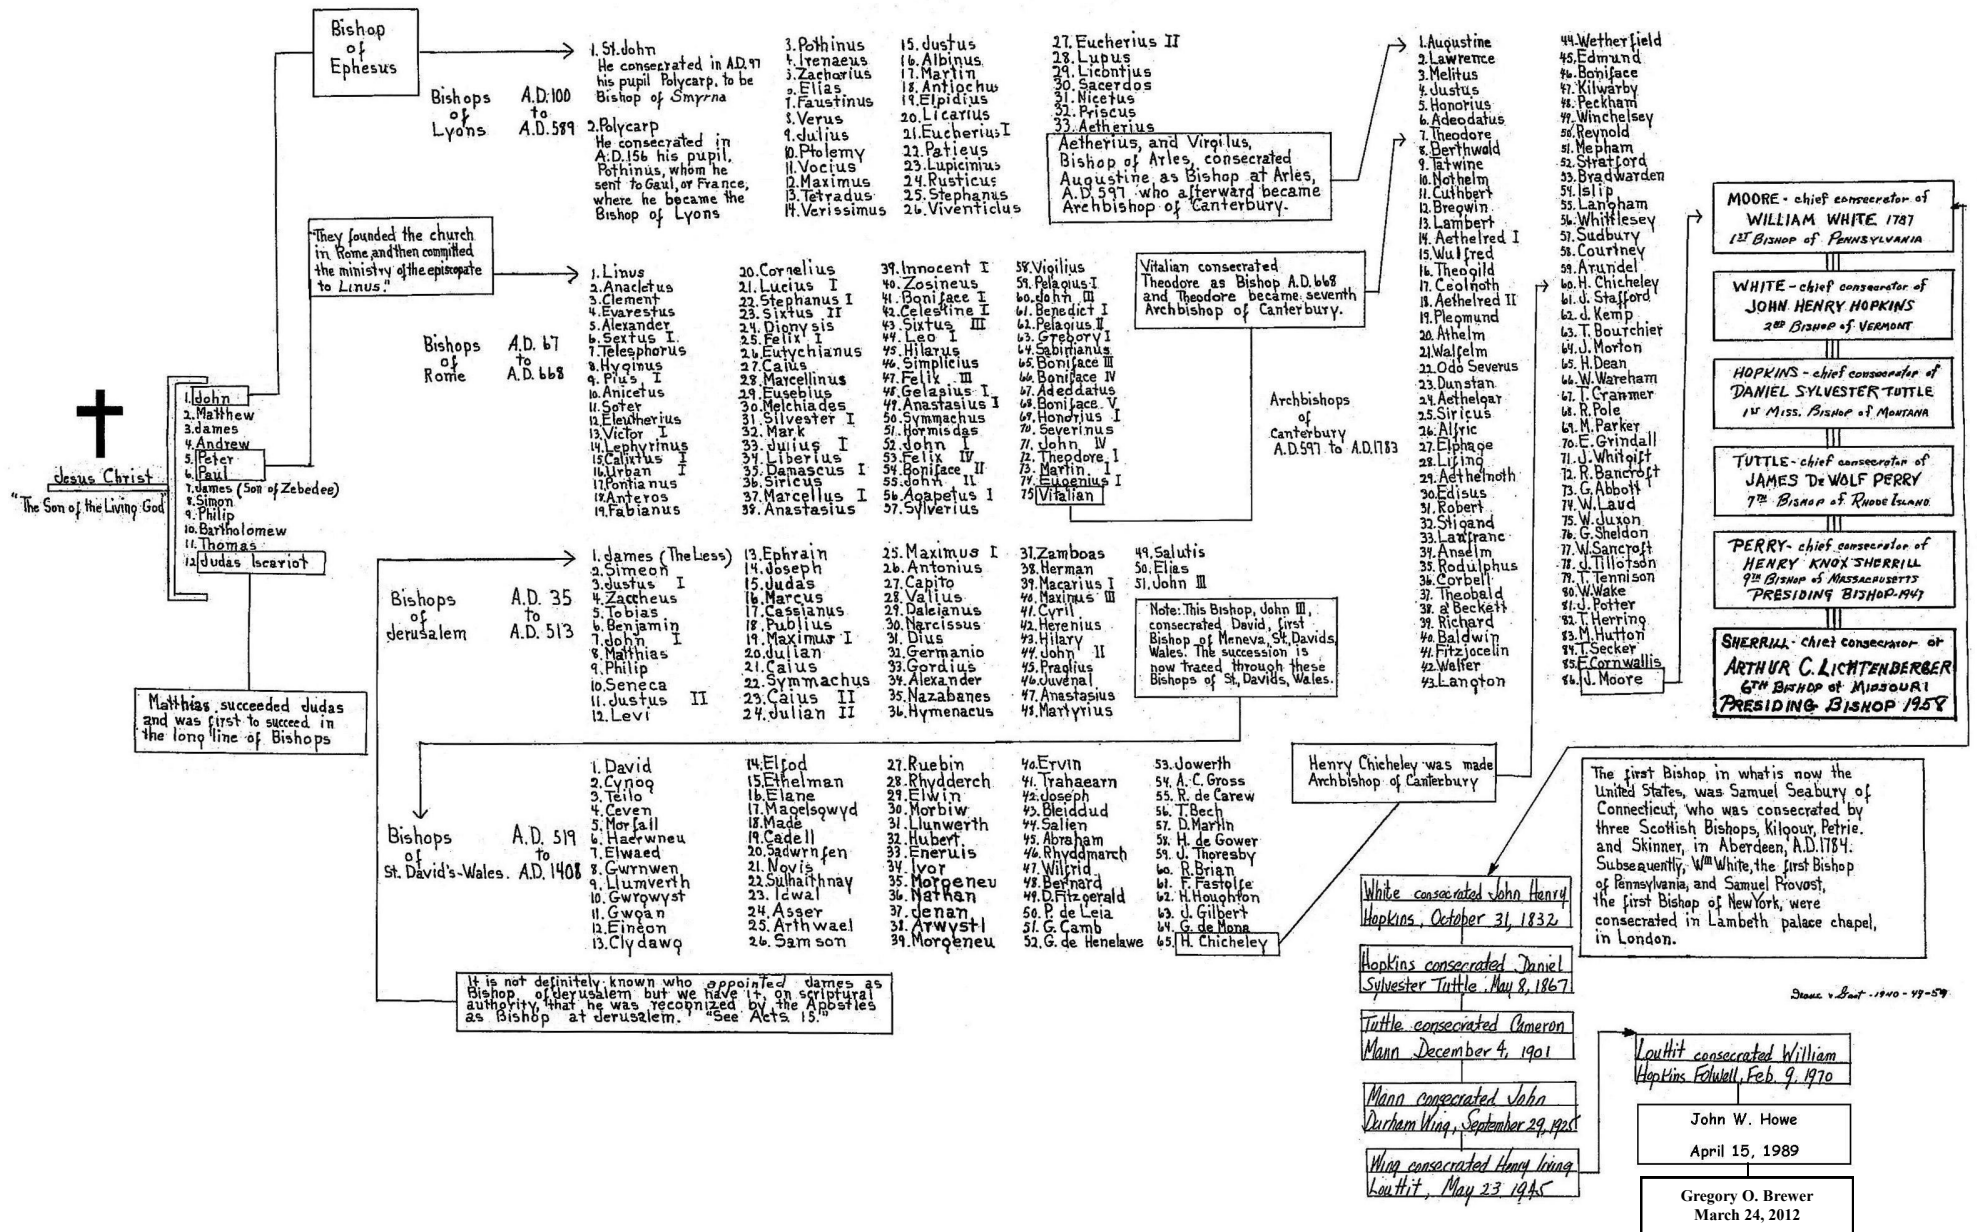 Bishop
of
Ephesus
Bishops
of
Lyons
A.D. 100
to
A.D. 589
1. St. John
He consecrated in A.D. 97
his pupil Polycarp, to be
Bishop of Smyrna
2. Polycarp
He consecrated in
A.D. 156 his pupil,
Pothinus, whom he
sent to Gaul, or France,
where he became the
Bishop of Lyons
3. Pothinus
4. Irenaeus
5. Zacharius
6. Elias
7. Faustinus
8. Verus
9. Julius
10. Ptolemy
11. Vocius
12. Maximus
13. Tetradus
14. Verissimus
15. Justus
16. Albinus
17. Martin
18. Antiochus
19. Elpidius
20. Licarius
21. Eucherius I
22. Patieus
23. Lupicinius
24. Rusticus
25. Stephanus
26. Viventiclus
27. Eucherius II
28. Lupus
29. Licontius
30. Sacerdos
31. Nicetus
32. Priscus
33. Aetherius
Aetherius, and Virgilus,
Bishop of Arles, consecrated
Augustine as Bishop at Arles,
A.D. 597 who afterward became
Archbishop of Canterbury.
"They founded the church
in Rome, and then committed
the ministry of the episcopate
to Linus."
Bishops
of
Rome
A.D. 67
to
A.D. 668
1. Linus
2. Anacletus
3. Clement
4. Evarestus
5. Alexander
6. Sextus I.
7. Telesphorus
8. Hyginus
9. Pius I
10. Anicetus
11. Soter
12. Eleutherius
13. Victor I
14. Lephyrinus
15. Calixtus I
16. Urban I
17. Pontianus
18. Anteros
19. Fabianus
20. Cornelius
21. Lucius I
22. Stephanus I
23. Sixtus II
24. Dionysis
25. Felix I
26. Eutychianus
27. Caius
28. Marcellinus
29. Eusebius
30. Melchiades
31. Silvester I
32. Mark
33. Julius I
34. Liberius
35. Damascus I
36. Siricus
37. Marcellus I
38. Anastasius
39. Innocent I
40. Zosineus
41. Boniface I
42. Celestine I
43. Sixtus III
44. Leo I
45. Hilarus
46. Simplicius
47. Felix III
48. Gelasius I
49. Anastasius I
50. Symmachus
51. Hormisdas
52. John I
53. Felix IV
54. Boniface II
55. John II
56. Agapetus I
57. Sylverius
58. Vigilius
59. Pelagius I
60. John III
61. Benedict I
62. Pelagius II
63. Gregory I
64. Sabinianus
65. Boniface III
66. Boniface IV
67. Adeodatus
68. Boniface V
69. Honorius I
70. Severinus
71. John IV
72. Theodore I
73. Martin I
74. Eugenius I
75 Vitalian
Vitalian consecrated
Theodore as Bishop A.D. 668
and Theodore became seventh
Archbishop of Canterbury.
Archbishops
of
Canterbury
A.D. 597 to A.D. 1783
Jesus Christ
"The Son of the Living God"
1. John
2. Matthew
3. James
4. Andrew
5. Peter
6. Paul
7. James (Son of Zebedee)
8. Simon
9. Philip
10. Bartholomew
11. Thomas
12 Judas Iscariot
Matthias succeeded Judas
and was first to succeed in
the long line of Bishops
Bishops
of
Jerusalem
A.D. 35
to
A.D. 513
1. James (The Less)
2. Simeon
3. Justus I
4. Zaccheus
5. Tobias
6. Benjamin
7. John I
8. Matthias
9. Philip
10. Seneca
11. Justus II
12. Levi
13. Ephrain
14. Joseph
15. Judas
16. Marcus
17. Cassianus
18. Publius
19. Maximus I
20. Julian
21. Caius
22. Symmachus
23. Caius II
24. Julian II
25. Maximus I
26. Antonius
27. Capito
28. Valius
29. Daleianus
30. Narcissus
31. Dius
32. Germanio
33. Gordius
34. Alexander
35. Nazabanes
36. Hymenacus
37. Zamboas
38. Herman
39. Macarius I
40. Maximus III
41. Cyril
42. Herenius
43. Hilary
44. John II
45. Praglius
46. Juvenal
47. Anastasius
48. Martyrius
49. Salutis
50. Elias
51. John III
Note: This Bishop, John III,
consecrated David, first
Bishop of Meneva, St. Davids,
Wales. The succession is
now traced through these
Bishops of St. Davids, Wales.
Bishops
of
St. David's-Wales.
A.D. 519
to
A.D. 1408
1. David
2. Cynog
3. Teilo
4. Ceven
5. Morfall
6. Haerwneu
7. Elwaed
8. Gwrnwen
9. Llumverth
10. Gwrgwyst
11. Gwgan
12. Eineon
13. Clydawg
14. Elfod
15. Ethelman
16. Elane
17. Magelsgwyd
18. Made
19. Cadell
20. Sadwrnfen
21. Novis
22. Sulhaithnay
23. Idwal
24. Asser
25. Arthwael
26. Samson
27. Ruebin
28. Rhydderch
29. Elwin
30. Morbiw
31. Llunwerth
32. Hubert
33. Eneruis
34. Ivor
35. Morgeneu
36. Nathan
37. Jenan
38. Arwystl
39. Morgeneu
40. Ervin
41. Trahaearn
42. Joseph
43. Bleiddud
44. Salien
45. Abraham
46. Rhyddmarch
47. Wilfrid
48. Bernard
49. D. Fitzgerald
50. P. de Leia
51. G. Camb
52. G. de Henelawe
53. Jowerth
54. A. C. Gross
55. R. de Carew
56. T. Bech
57. D. Martin
58. H. de Gower
59. J. Thoresby
60. R. Brian
61. F. Fastolfe
62. H. Houghton
63. J. Gilbert
64. G. de Mona
65. H. Chicheley
Henry Chicheley was made
Archbishop of Canterbury
It is not definitely known who appointed James as
Bishop of Jerusalem but we have it, on scriptural
authority, that he was recognized by the Apostles
as Bishop at Jerusalem. "See Acts 15."
1. Augustine
2. Lawrence
3. Melitus
4. Justus
5. Honorius
6. Adeodatus
7. Theodore
8. Berthwald
9. Tatwine
10. Nothelm
11. Cuthbert
12. Bregwin
13. Lambert
14. Aethelred I
15. Wulfred
16. Theogild
17. Ceolnoth
18. Aethelred II
19. Plegmund
20. Athelm
21. Walfelm
22. Odo Severus
23. Dunstan
24. Aethelgar
25. Siricus
26. Alfric
27. Elphage
28. Lifing
29. Aethelnoth
30. Edisus
31. Robert
32. Stigand
33. Lanfranc
34. Anselm
35. Rodulphus
36. Corbell
37. Theobald
38. a'Beckett
39. Richard
40. Baldwin
41. Fitzjocelin
42. Walter
43. Langton
44. Wetherfield
45. Edmund
46. Boniface
47. Kilwarby
48. Peckham
49. Winchelsey
50. Reynold
51. Mepham
52. Stratford
53. Bradwarden
54. Islip
55. Langham
56. Whittlesey
57. Sudbury
58. Courtney
59. Arundel
60. H. Chicheley
61. J. Stafford
62. J. Kemp
63. T. Bourchier
64. J. Morton
65. H. Dean
66. W. Wareham
67. T. Cranmer
68. R. Pole
69. M. Parker
70. E. Grindall
71. J. Whitgift
72. R. Bancroft
73. G. Abbott
74. W. Laud
75. W. Juxon
76. G. Sheldon
77. W. Sancroft
78. J. Tillotson
79. T. Tennison
80. W. Wake
81. J. Potter
82. T. Herring
83. M. Hutton
84. T. Secker
85. F. Cornwallis
86. J. Moore
MOORE - chief consecrator of
WILLIAM WHITE 1787
1ST BISHOP of PENNSYLVANIA
WHITE - chief consecrator of
JOHN HENRY HOPKINS
2ND BISHOP of VERMONT
HOPKINS - chief consecrator of
DANIEL SYLVESTER TUTTLE
1ST MISS. BISHOP of MONTANA
TUTTLE - chief consecrator of
JAMES DeWOLF PERRY
7TH BISHOP of RHODE ISLAND
PERRY - chief consecrator of
HENRY KNOX SHERRILL
9TH BISHOP of MASSACHUSETTS
PRESIDING BISHOP-1947
SHERRILL - chief consecrator of
ARTHUR C. LICHTENBERGER
6TH BISHOP of MISSOURI
PRESIDING BISHOP 1958
The first Bishop in what is now the
United States, was Samuel Seabury of
Connecticut, who was consecrated by
three Scottish Bishops, Kilgour, Petrie.
and Skinner, in Aberdeen, A.D. 1784.
Subsequently, Wm White, the first Bishop
of Pennsylvania, and Samuel Provost,
the first Bishop of New York, were
consecrated in Lambeth palace chapel,
in London.
-1940-49-59
White consecrated John Henry
Hopkins, October 31, 1832
Hopkins consecrated Daniel
Sylvester Tuttle, May 8, 1867
Tuttle consecrated Cameron
Mann December 4, 1901
Mann consecrated John
Durham Wing, September 29, 1925
Wing consecrated Henry Irving
Louttit, May 23 1945
Louttit consecrated William
Hopkins Folwell, Feb. 9, 1970
John W. Howe
April 15, 1989
Gregory O. Brewer
March 24, 2012